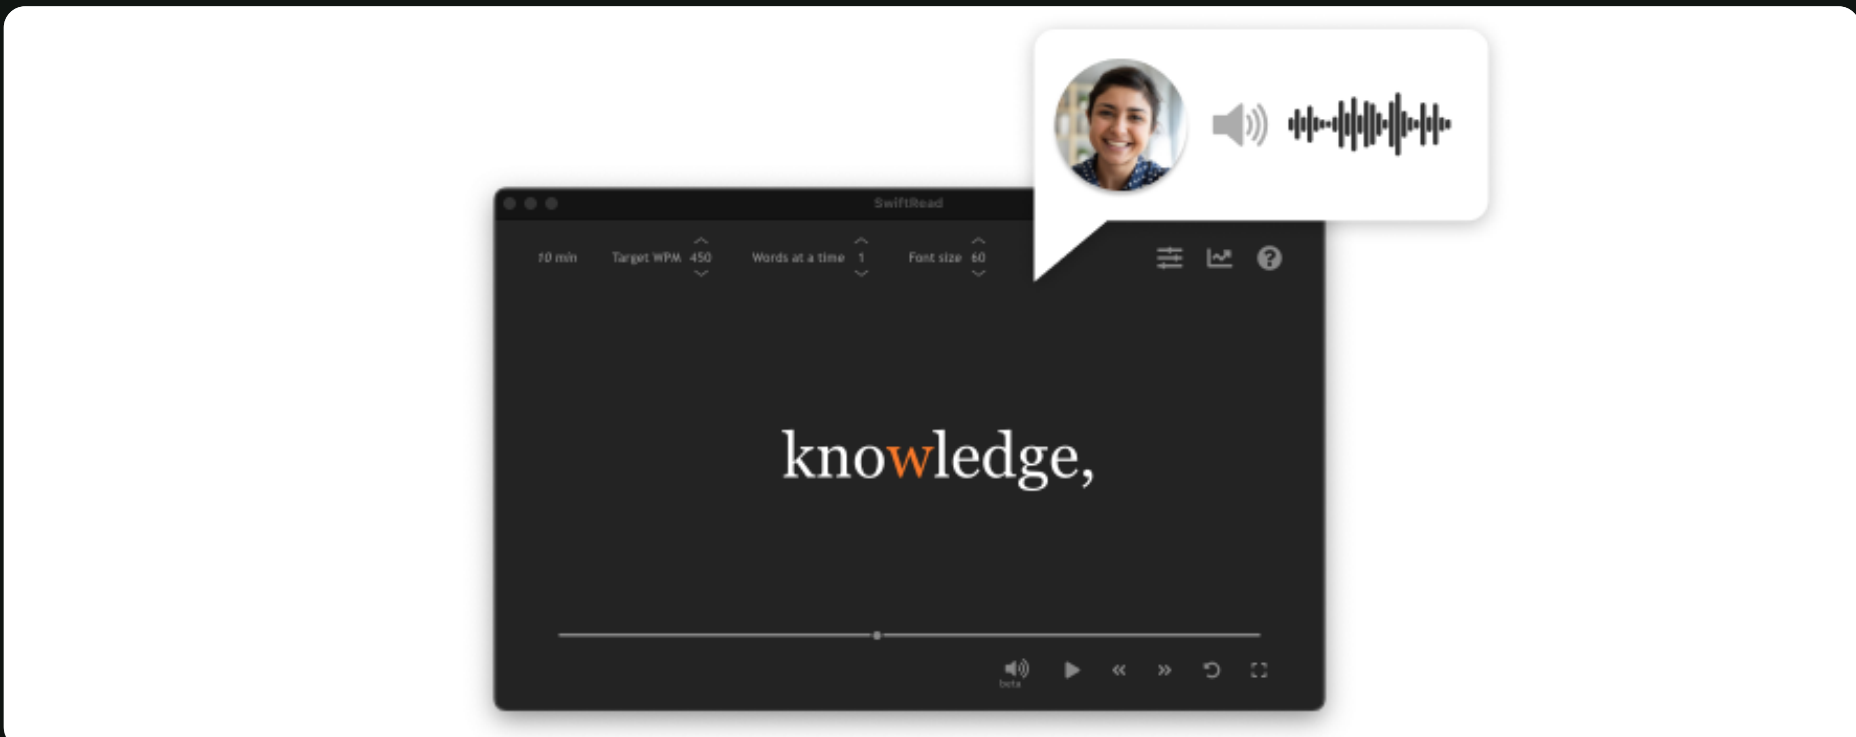 SwiftRead
10 min Target WPM 450 Words at a time 1 Font size 60
knowledge,
beta